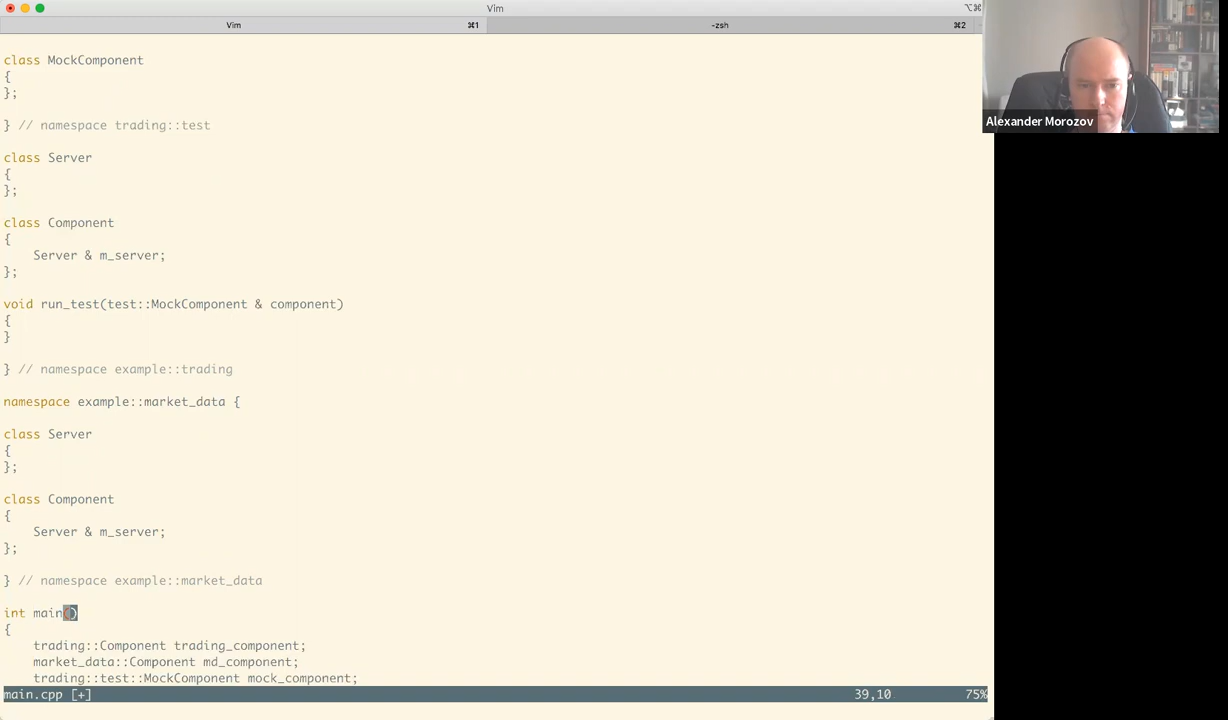 Vim
⌥⌘
Vim ⌘1 -zsh ⌘2
class MockComponent
{
};
} // namespace trading::test
class Server
{
};
class Component
{
    Server & m_server;
};
void run_test(test::MockComponent & component)
{
}
} // namespace example::trading
namespace example::market_data {
class Server
{
};
class Component
{
    Server & m_server;
};
} // namespace example::market_data
int main()
{
    trading::Component trading_component;
    market_data::Component md_component;
    trading::test::MockComponent mock_component;
main.cpp [+] 39,10 75%
Alexander Morozov